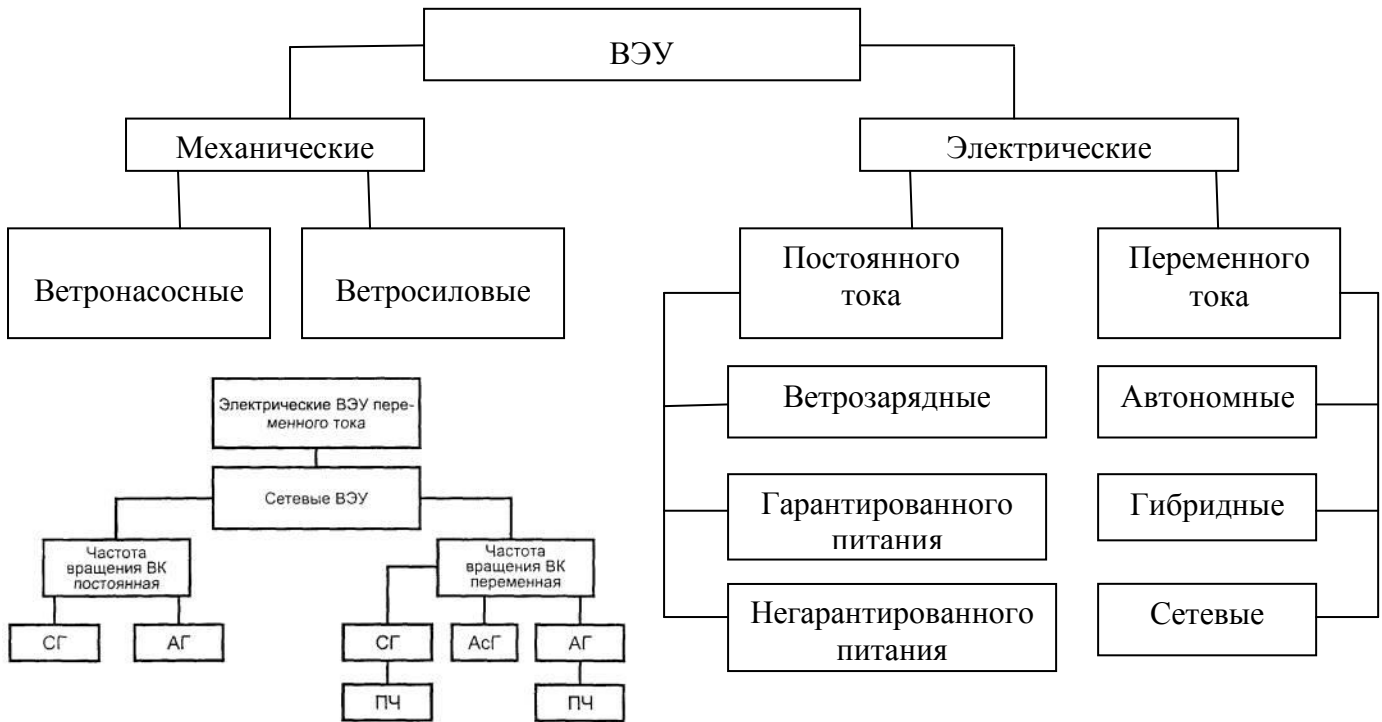 ВЭУ
Механические
Электрические
Ветронасосные
Ветросиловые
Постоянного
тока
Переменного
тока
Ветрозарядные
Автономные
Гарантированного
питания
Гибридные
Негарантированного
питания
Сетевые
Электрические ВЭУ пере-
менного тока
Сетевые ВЭУ
Частота
вращения ВК
постоянная
Частота
вращения ВК
переменная
СГ
АГ
СГ
АсГ
АГ
ПЧ
ПЧ